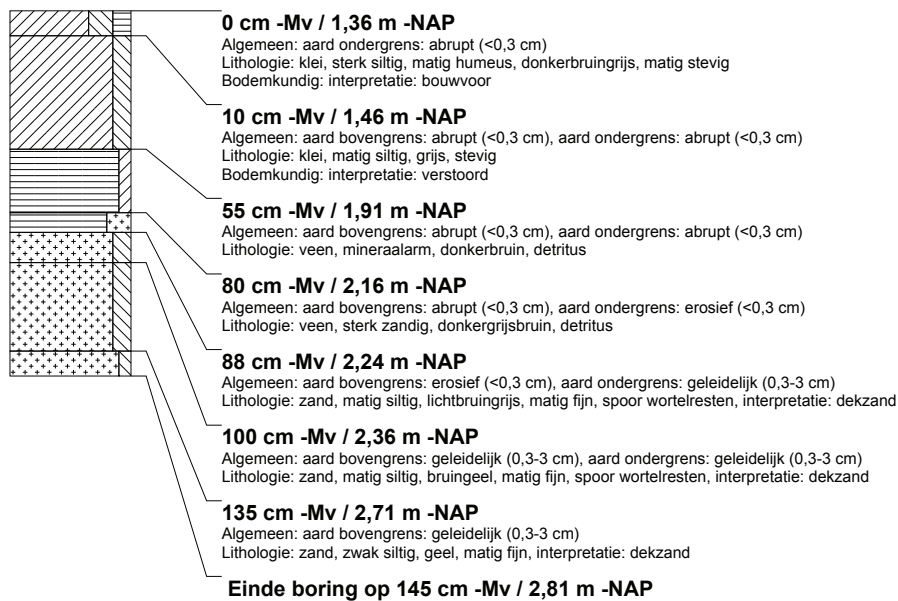 0 cm -Mv / 1,36 m -NAP
Algemeen: aard ondergrens: abrupt (<0,3 cm)
Lithologie: klei, sterk siltig, matig humeus, donkerbruingrijs, matig stevig
Bodemkundig: interpretatie: bouwvoor
10 cm -Mv / 1,46 m -NAP
Algemeen: aard bovengrens: abrupt (<0,3 cm), aard ondergrens: abrupt (<0,3 cm)
Lithologie: klei, matig siltig, grijs, stevig
Bodemkundig: interpretatie: verstoord
55 cm -Mv / 1,91 m -NAP
Algemeen: aard bovengrens: abrupt (<0,3 cm), aard ondergrens: abrupt (<0,3 cm)
Lithologie: veen, mineraalarm, donkerbruin, detritus
80 cm -Mv / 2,16 m -NAP
Algemeen: aard bovengrens: abrupt (<0,3 cm), aard ondergrens: erosief (<0,3 cm)
Lithologie: veen, sterk zandig, donkergrijsbruin, detritus
88 cm -Mv / 2,24 m -NAP
Algemeen: aard bovengrens: erosief (<0,3 cm), aard ondergrens: geleidelijk (0,3-3 cm)
Lithologie: zand, matig siltig, lichtbruingrijs, matig fijn, spoor wortelresten, interpretatie: dekzand
100 cm -Mv / 2,36 m -NAP
Algemeen: aard bovengrens: geleidelijk (0,3-3 cm), aard ondergrens: geleidelijk (0,3-3 cm)
Lithologie: zand, matig siltig, bruingeel, matig fijn, spoor wortelresten, interpretatie: dekzand
135 cm -Mv / 2,71 m -NAP
Algemeen: aard bovengrens: geleidelijk (0,3-3 cm)
Lithologie: zand, zwak siltig, geel, matig fijn, interpretatie: dekzand
Einde boring op 145 cm -Mv / 2,81 m -NAP